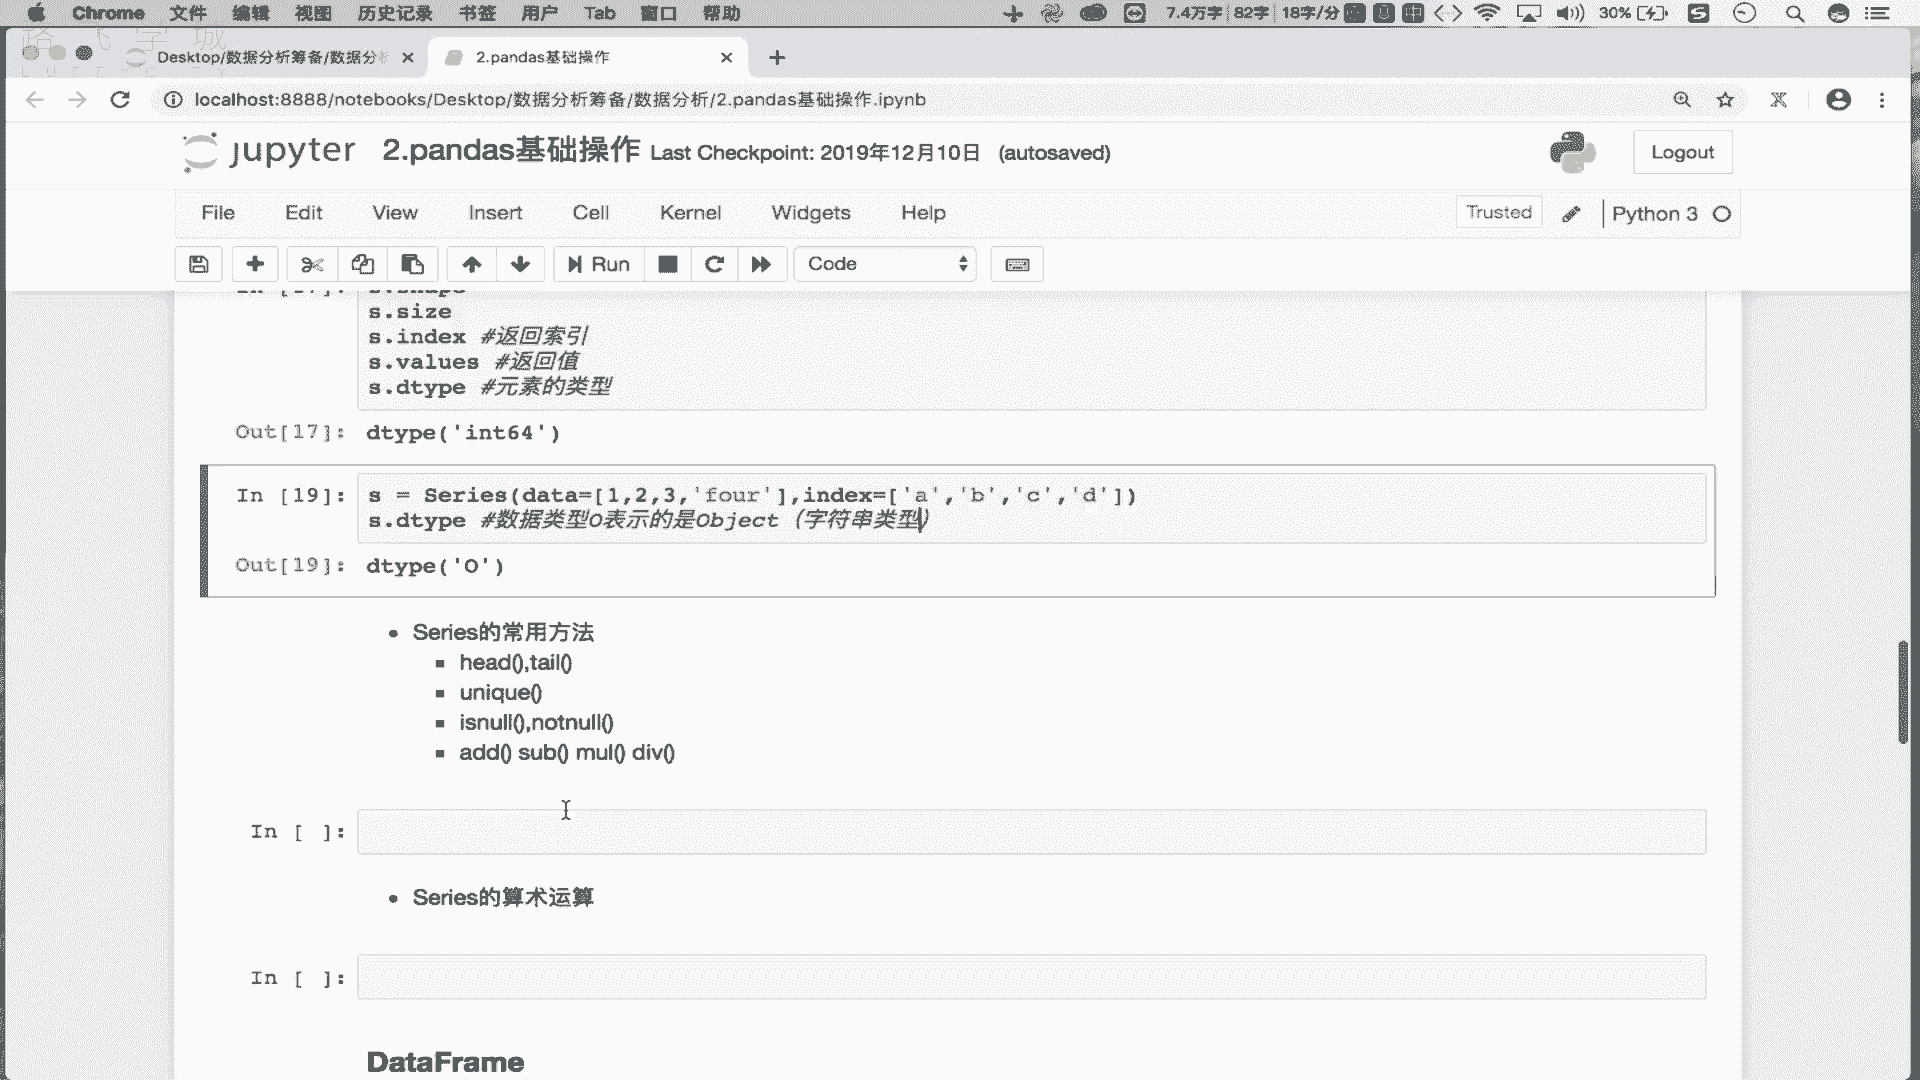 Chrome 文件 编辑 视图 历史记录 书签 用户 Tab 窗口 帮助 7.4万字 82字 18字/分 中 30%
Desktop/数据分析筹备/数据分析
2.pandas基础操作
localhost:8888/notebooks/Desktop/数据分析筹备/数据分析/2.pandas基础操作.ipynb
jupyter 2.pandas基础操作 Last Checkpoint: 2019年12月10日 (autosaved)
Logout
File Edit View Insert Cell Kernel Widgets Help Trusted Python 3
Run Code
s.size
s.index #返回索引
s.values #返回值
s.dtype #元素的类型
Out[17]: dtype('int64')
In [19]: s = Series(data=[1,2,3,'four'],index=['a','b','c','d'])
s.dtype #数据类型O表示的是Object（字符串类型）
Out[19]: dtype('O')
Series的常用方法
head(),tail()
unique()
isnull(),notnull()
add() sub() mul() div()
In [ ]:
Series的算术运算
In [ ]:
DataFrame